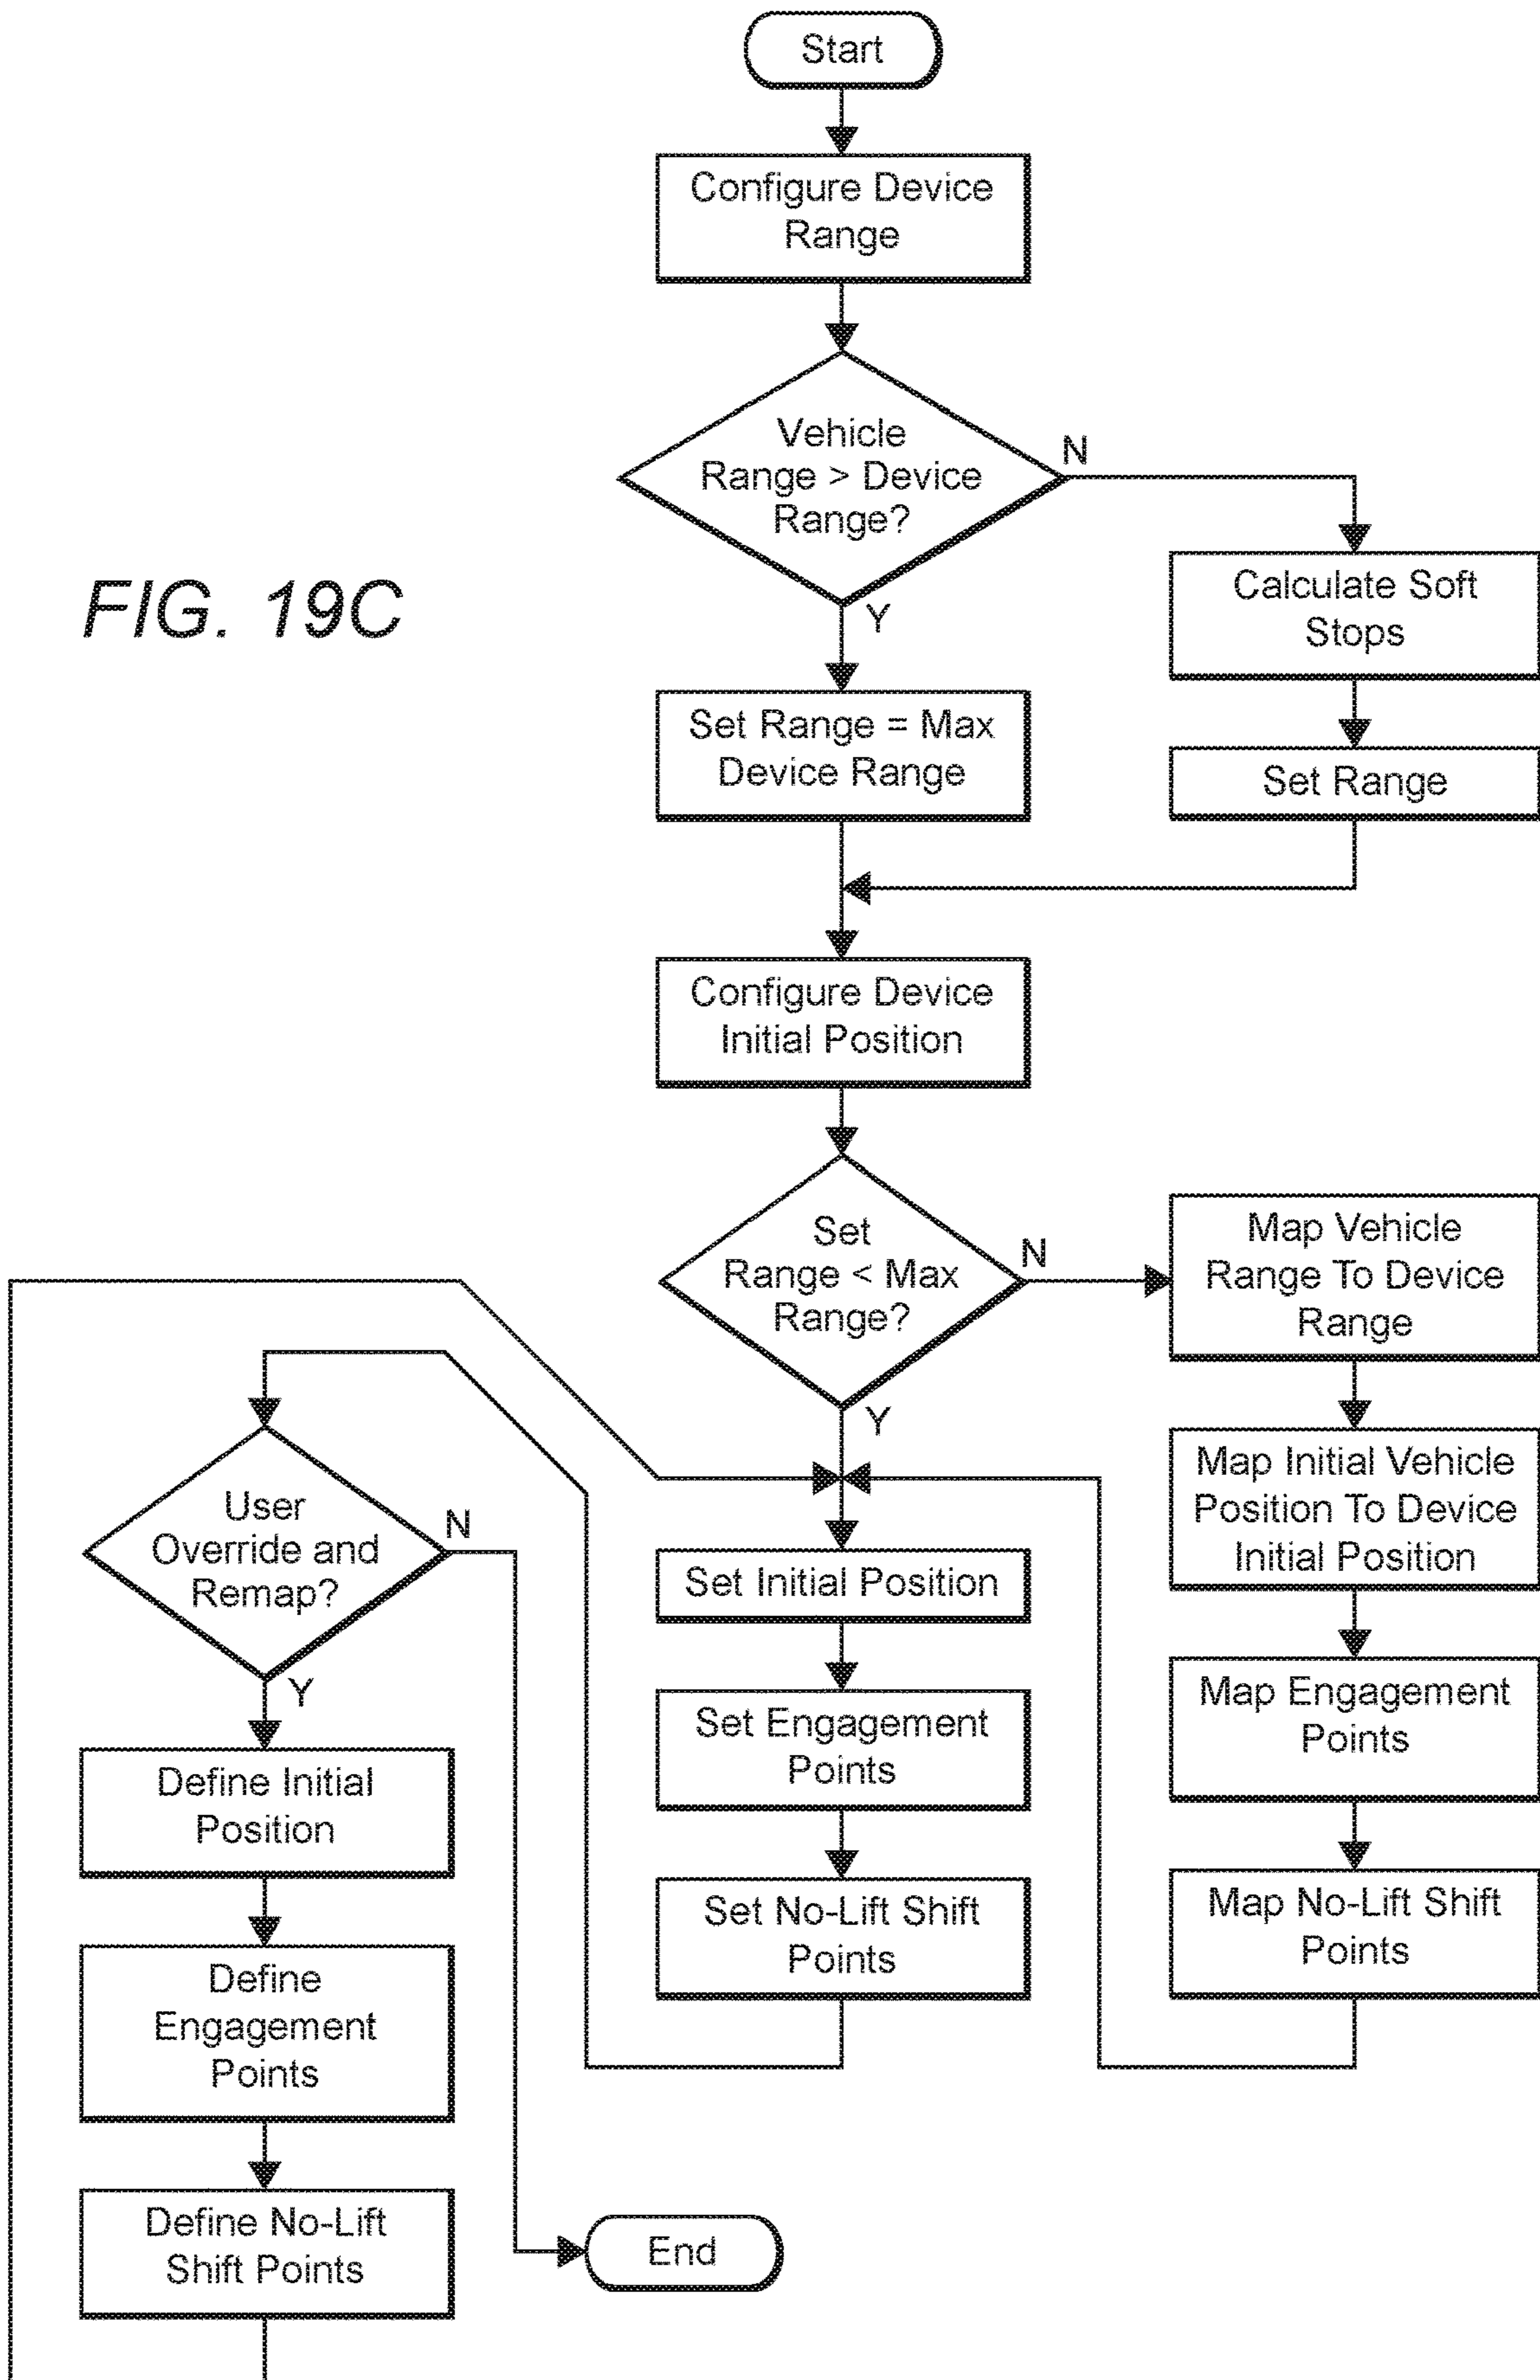 Start
Configure Device
Range
Vehicle
Range > Device
Range?
N
Y
Calculate Soft
Stops
FIG. 19C
Set Range = Max
Device Range
Set Range
Configure Device
Initial Position
Set
Range < Max
Range?
N
Y
Map Vehicle
Range To Device
Range
Map Initial Vehicle
Position To Device
Initial Position
Map Engagement
Points
Map No-Lift Shift
Points
Set Initial Position
Set Engagement
Points
Set No-Lift Shift
Points
User
Override and
Remap?
N
Y
Define Initial
Position
Define
Engagement
Points
Define No-Lift
Shift Points
End